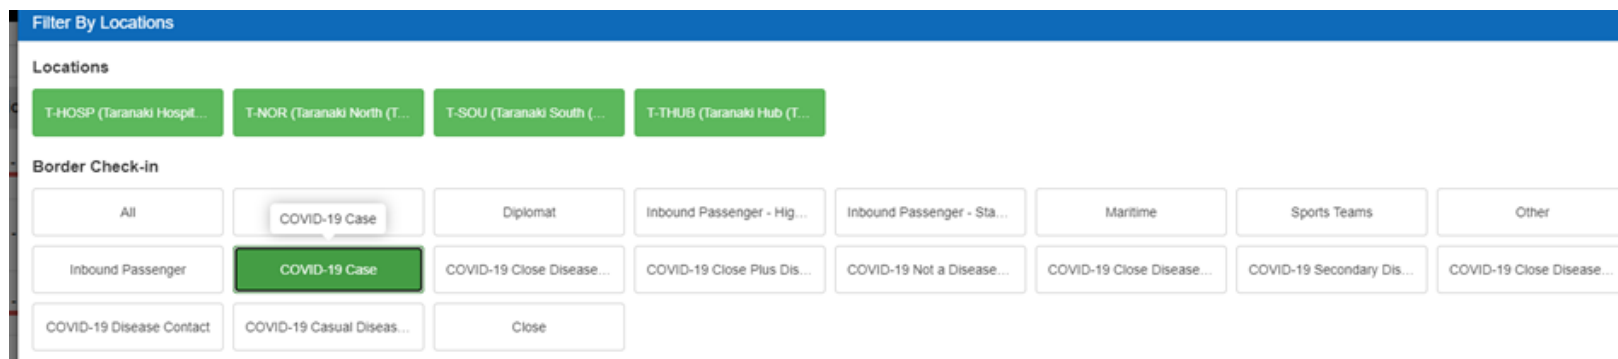 Filter By Locations
Locations
T-HOSP (Taranaki Hospit... T-NOR (Taranaki North (T... T-SOU (Taranaki South (... T-THUB (Taranaki Hub (T...
Border Check-in
All COVID-19 Case Diplomat Inbound Passenger - Hig... Inbound Passenger - Sta... Maritime Sports Teams Other
Inbound Passenger COVID-19 Case COVID-19 Close Disease... COVID-19 Close Plus Dis... COVID-19 Not a Disease... COVID-19 Close Disease... COVID-19 Secondary Dis... COVID-19 Close Disease...
COVID-19 Disease Contact COVID-19 Casual Diseas... Close